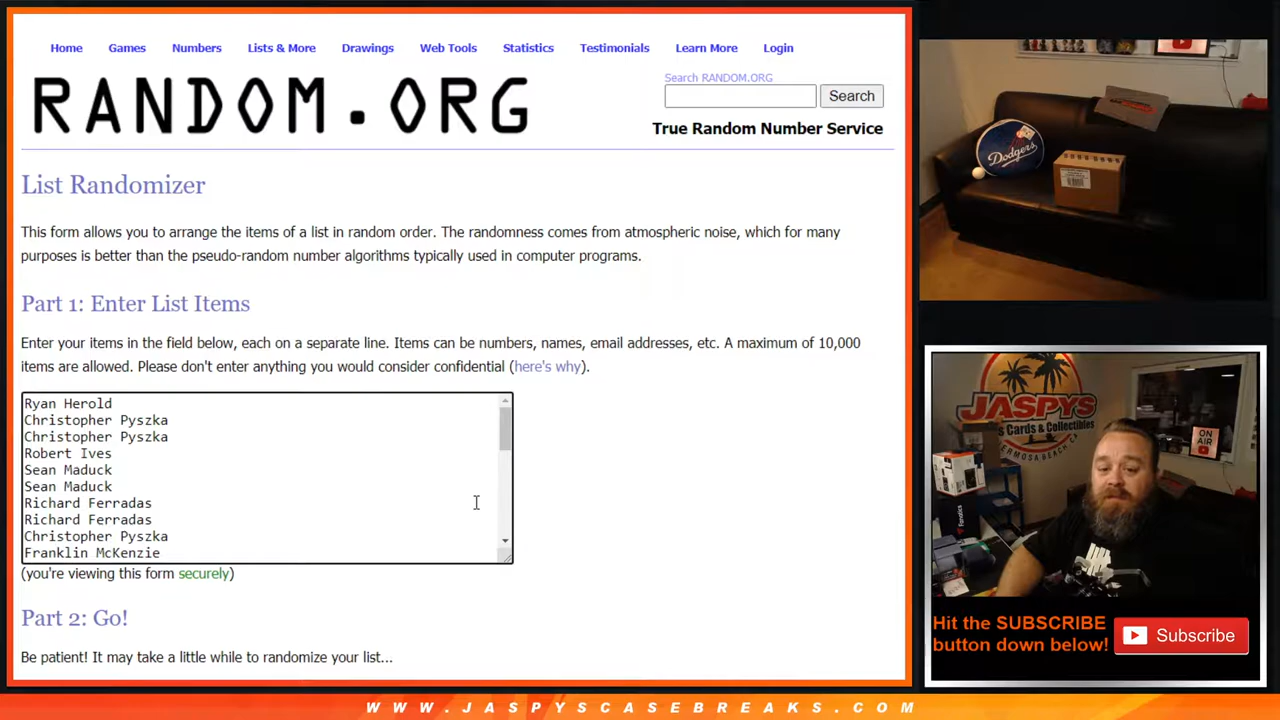 Home Games Numbers Lists & More Drawings Web Tools Statistics Testimonials Learn More Login
RANDOM.ORG
Search RANDOM.ORG
Search
True Random Number Service
List Randomizer
This form allows you to arrange the items of a list in random order. The randomness comes from atmospheric noise, which for many
purposes is better than the pseudo-random number algorithms typically used in computer programs.
Part 1: Enter List Items
Enter your items in the field below, each on a separate line. Items can be numbers, names, email addresses, etc. A maximum of 10,000
items are allowed. Please don't enter anything you would consider confidential (here's why).
Ryan Herold
Christopher Pyszka
Christopher Pyszka
Robert Ives
Sean Maduck
Sean Maduck
Richard Ferradas
Richard Ferradas
Christopher Pyszka
Franklin McKenzie
(you're viewing this form securely)
Part 2: Go!
Be patient! It may take a little while to randomize your list...
Dodgers
JASPYS
Cards & Collectibles
HERMOSA BEACH, CA
ON
AIR
Fanatics
Hit the SUBSCRIBE
button down below!
Subscribe
WWW.JASPYSCASEBREAKS.COM